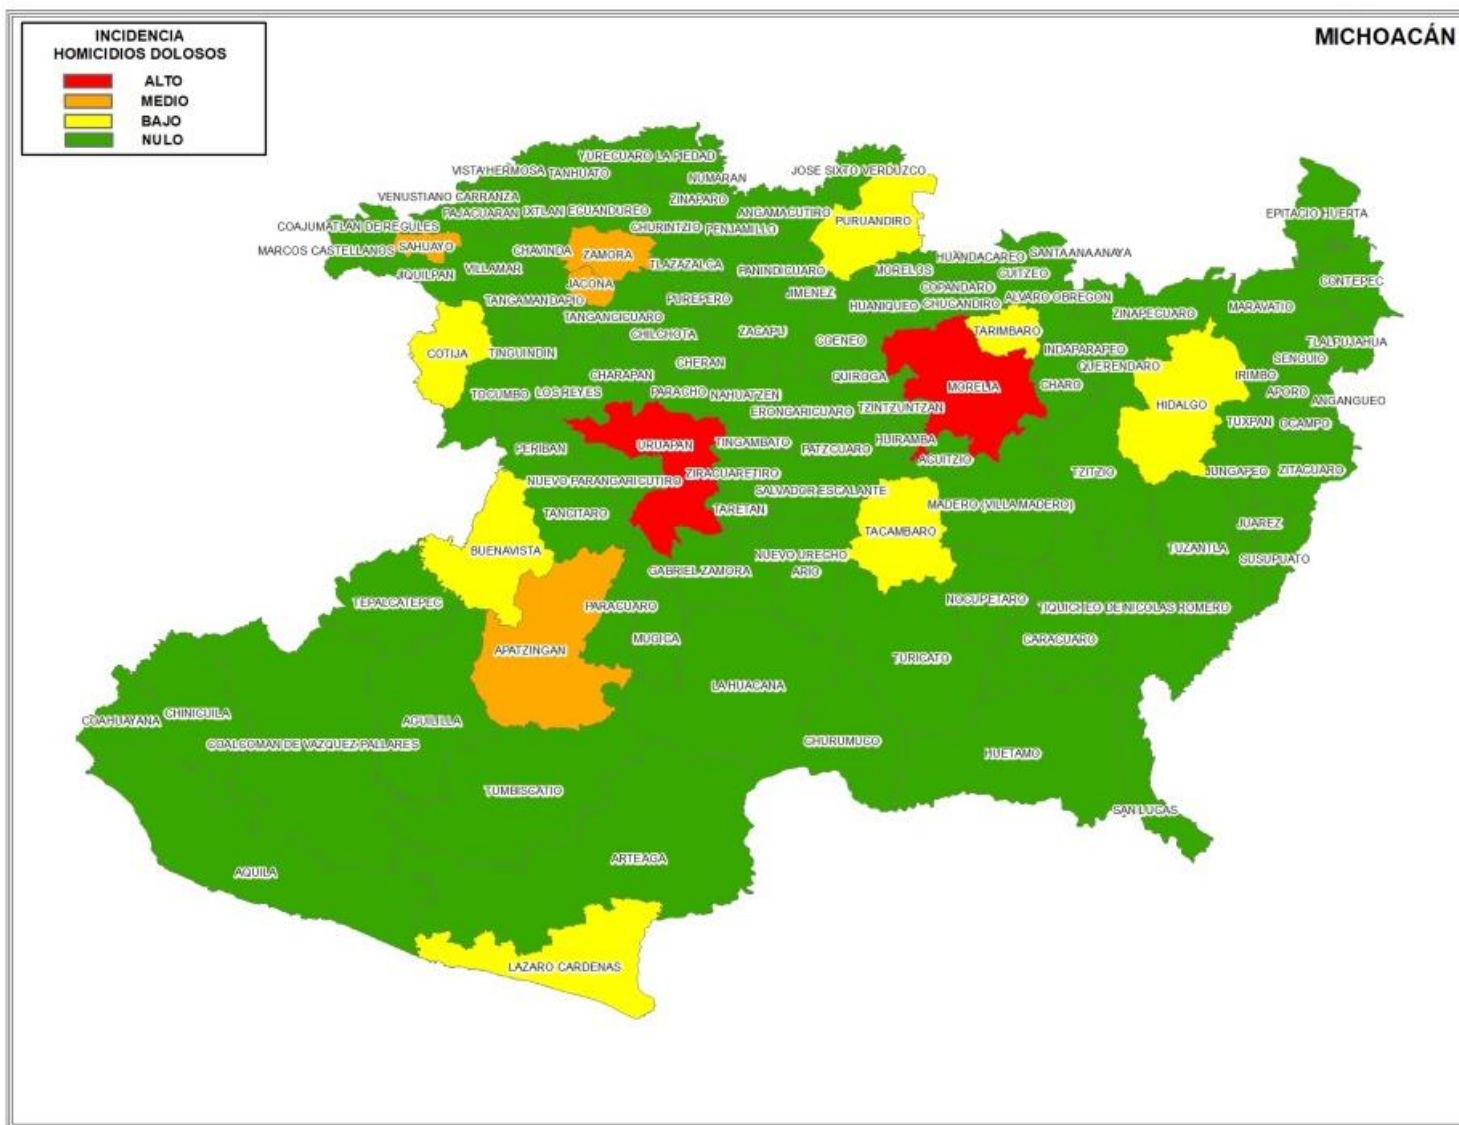 INCIDENCIA
HOMICIDIOS DOLOSOS
ALTO
MEDIO
BAJO
NULO
MICHOACÁN
YURECUARO LA PIEDAD
VISTA HERMOSA
TANHUATO
NUMARAN
JOSE SIXTO VERDUZCO
VENUSTIANO CARRANZA
ZINAPARO
PAJACUARAN
IXTLAN
ECUANDUREO
ANGAMACUTIRO
EPITACIO HUERTA
COAJUMATLAN DE REGULES
CHURINTZIO
PENJAMILLO
PURUANDIRO
MARCOS CASTELLANOS
SAHUAYO
CHAVINDA
ZAMORA
HUANDACAREO
SANTA ANA ANAYA
JIQUILPAN
VILLAMAR
TLAZAZALCA
PANINDICUARO
MORELOS
CUITZEO
CONTEPEC
JACONA
JIMENEZ
COPANDARO
TANGAMANDAPIO
PUREPERO
HUANIQUEO
CHUCANDIRO
ALVARO OBREGON
MARAVATIO
TANGANCICUARO
ZINAPECUARO
CHILCHOTA
ZACAPU
COENEO
TARIMBARO
TLALPUJAHUA
COTIJA
TINGUINDIN
CHERAN
INDAPARAPEO
SENGUIO
CHARAPAN
QUIROGA
QUERENDARO
IRIMBO
TOCUMBO
LOS REYES
PARACHO
NAHUATZEN
MORELIA
CHARO
APORO
ANGANGUEO
ERONGARICUARO
TZINTZUNTZAN
HIDALGO
TUXPAN
OCAMPO
PERIBAN
URUAPAN
TINGAMBATO
PATZCUARO
HUIRAMBA
ACUITZIO
NUEVO PARANGARICUTIRO
ZIRACUARETIRO
TZITZIO
JUNGAPEO
ZITACUARO
SALVADOR ESCALANTE
TANCITARO
TARETAN
MADERO (VILLA MADERO)
JUAREZ
BUENAVISTA
TACAMBARO
NUEVO URECHO
TUZANTLA
SUSUPUATO
GABRIEL ZAMORA
ARIO
TEPALCATEPEC
PARACUARO
NOCUPETARO
TIQUICHEO DE NICOLAS ROMERO
APATZINGAN
MUGICA
CARACUARO
TURICATO
LA HUACANA
COAHUAYANA
CHINICUILA
AGUILILLA
COALCOMAN DE VAZQUEZ PALLARES
CHURUMUCO
HUETAMO
TUMBISCATIO
SAN LUCAS
ARTEAGA
AQUILA
LAZARO CARDENAS